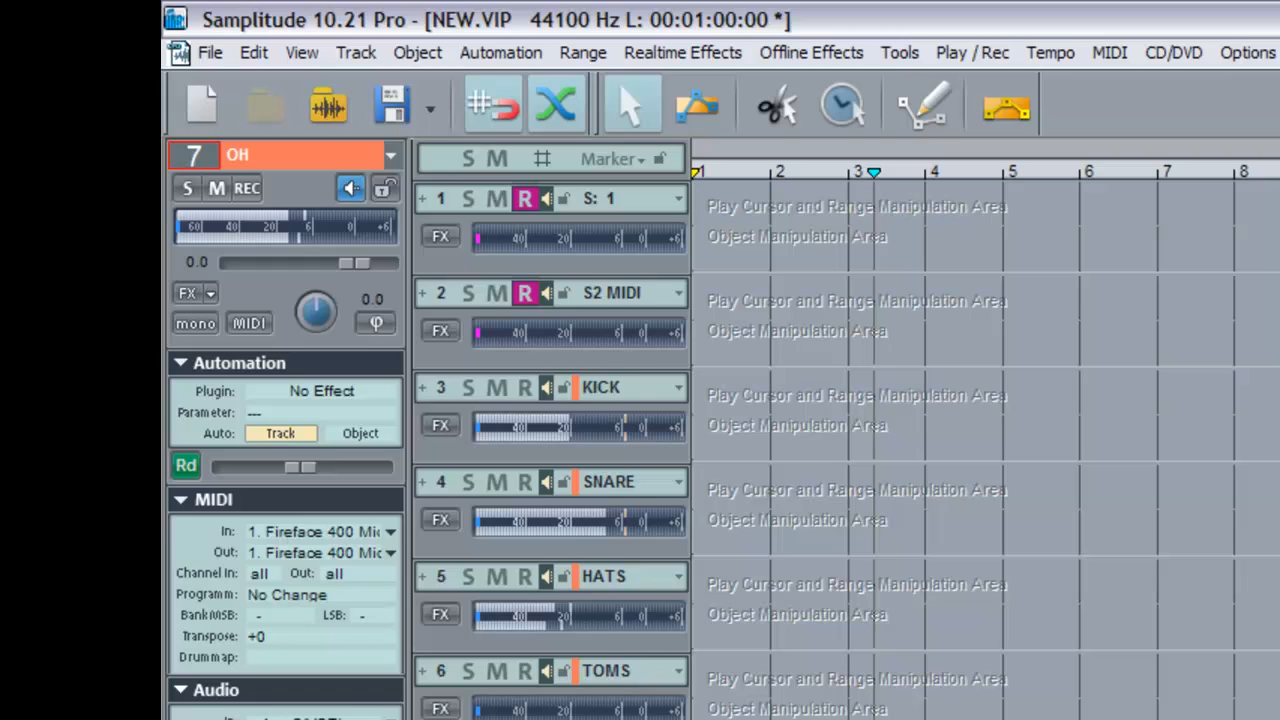 Samplitude 10.21 Pro - [NEW.VIP 44100 Hz L: 00:01:00:00 *]
File Edit View Track Object Automation Range Realtime Effects Offline Effects Tools Play / Rec Tempo MIDI CD/DVD Options
7 OH
S M REC
60 40 20 6 0 +6
0.0
FX 0.0
mono MIDI φ
Automation
Plugin: No Effect
Parameter: ---
Auto: Track Object
Rd
MIDI
In: 1. Fireface 400 Mic
Out: 1. Fireface 400 Mic
Channel In: all Out: all
Programm: No Change
Bank MSB: - LSB: -
Transpose: +0
Drum map:
Audio
S M Marker
1 2 3 4 5 6 7 8
+ 1 S M R S: 1
FX 40 20 6 0 +6
Play Cursor and Range Manipulation Area
Object Manipulation Area
+ 2 S M R S2 MIDI
FX 40 20 6 0 +6
Play Cursor and Range Manipulation Area
Object Manipulation Area
+ 3 S M R KICK
FX 40 20 6 0 +6
Play Cursor and Range Manipulation Area
Object Manipulation Area
+ 4 S M R SNARE
FX 40 20 6 0 +6
Play Cursor and Range Manipulation Area
Object Manipulation Area
+ 5 S M R HATS
FX 40 20 6 0 +6
Play Cursor and Range Manipulation Area
Object Manipulation Area
+ 6 S M R TOMS
FX 40 20 6 0 +6
Play Cursor and Range Manipulation Area
Object Manipulation Area